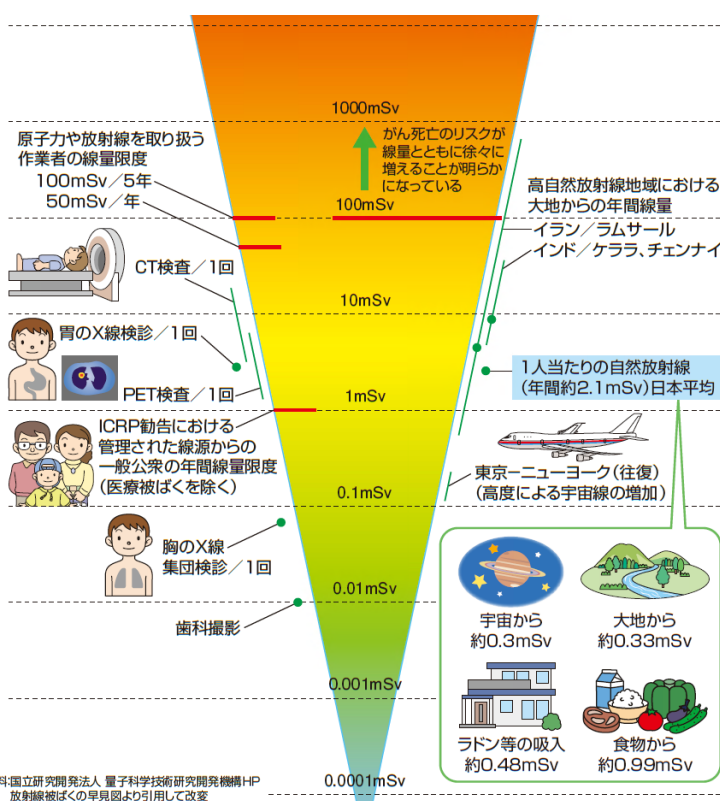 1000mSv
がん死亡のリスクが
線量とともに徐々に
増えることが明らか
になっている
原子力や放射線を取り扱う
作業者の線量限度
100mSv／5年
50mSv／年
100mSv
高自然放射線地域における
大地からの年間線量
イラン／ラムサール
インド／ケララ、チェンナイ
CT検査／1回
10mSv
胃のX線検診／1回
PET検査／1回
1人当たりの自然放射線
（年間約2.1mSv）日本平均
1mSv
ICRP勧告における
管理された線源からの
一般公衆の年間線量限度
（医療被ばくを除く）
東京ーニューヨーク（往復）
（高度による宇宙線の増加）
0.1mSv
胸のX線
集団検診／1回
0.01mSv
歯科撮影
宇宙から
約0.3mSv
大地から
約0.33mSv
ラドン等の吸入
約0.48mSv
食物から
約0.99mSv
0.001mSv
0.0001mSv
料:国立研究開発法人 量子科学技術研究開発機構HP
放射線被ばくの早見図より引用して改変